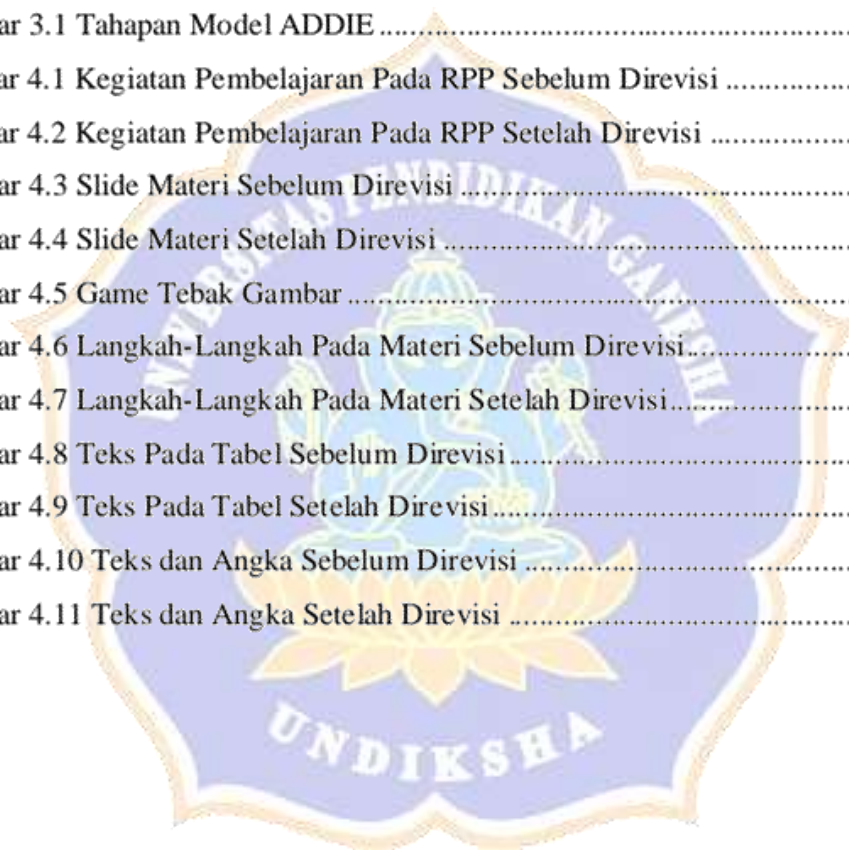 ar 3.1 Tahapan Model ADDIE ..........................................................
ar 4.1 Kegiatan Pembelajaran Pada RPP Sebelum Direvisi ................
ar 4.2 Kegiatan Pembelajaran Pada RPP Setelah Direvisi ..................
ar 4.3 Slide Materi Sebelum Direvisi ..................................................
ar 4.4 Slide Materi Setelah Direvisi ....................................................
ar 4.5 Game Tebak Gambar ................................................................
ar 4.6 Langkah-Langkah Pada Materi Sebelum Direvisi.....................
ar 4.7 Langkah-Langkah Pada Materi Setelah Direvisi.......................
ar 4.8 Teks Pada Tabel Sebelum Direvisi............................................
ar 4.9 Teks Pada Tabel Setelah Direvisi..............................................
ar 4.10 Teks dan Angka Sebelum Direvisi ..........................................
ar 4.11 Teks dan Angka Setelah Direvisi ............................................
UNIVERSITAS PENDIDIKAN GANESHA
UNDIKSHA